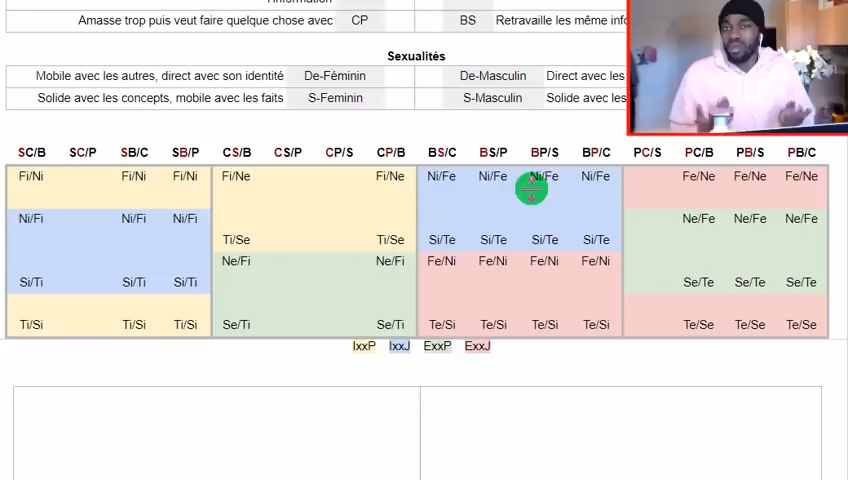 l'information
Amasse trop puis veut faire quelque chose avec CP BS Retravaille les même info
Sexualités
Mobile avec les autres, direct avec son identité De-Féminin De-Masculin Direct avec les
Solide avec les concepts, mobile avec les faits S-Feminin S-Masculin Solide avec les
SC/B SC/P SB/C SB/P CS/B CS/P CP/S CP/B BS/C BS/P BP/S BP/C PC/S PC/B PB/S PB/C
Fi/Ni Fi/Ni Fi/Ni Fi/Ne Fi/Ne Ni/Fe Ni/Fe Ni/Fe Ni/Fe Fe/Ne Fe/Ne Fe/Ne
Ni/Fi Ni/Fi Ni/Fi Ne/Fe Ne/Fe Ne/Fe
Ti/Se Ti/Se Si/Te Si/Te Si/Te Si/Te
Ne/Fi Ne/Fi Fe/Ni Fe/Ni Fe/Ni Fe/Ni
Si/Ti Si/Ti Si/Ti Se/Te Se/Te Se/Te
Ti/Si Ti/Si Ti/Si Se/Ti Se/Ti Te/Si Te/Si Te/Si Te/Si Te/Se Te/Se Te/Se
IxxP IxxJ ExxP ExxJ